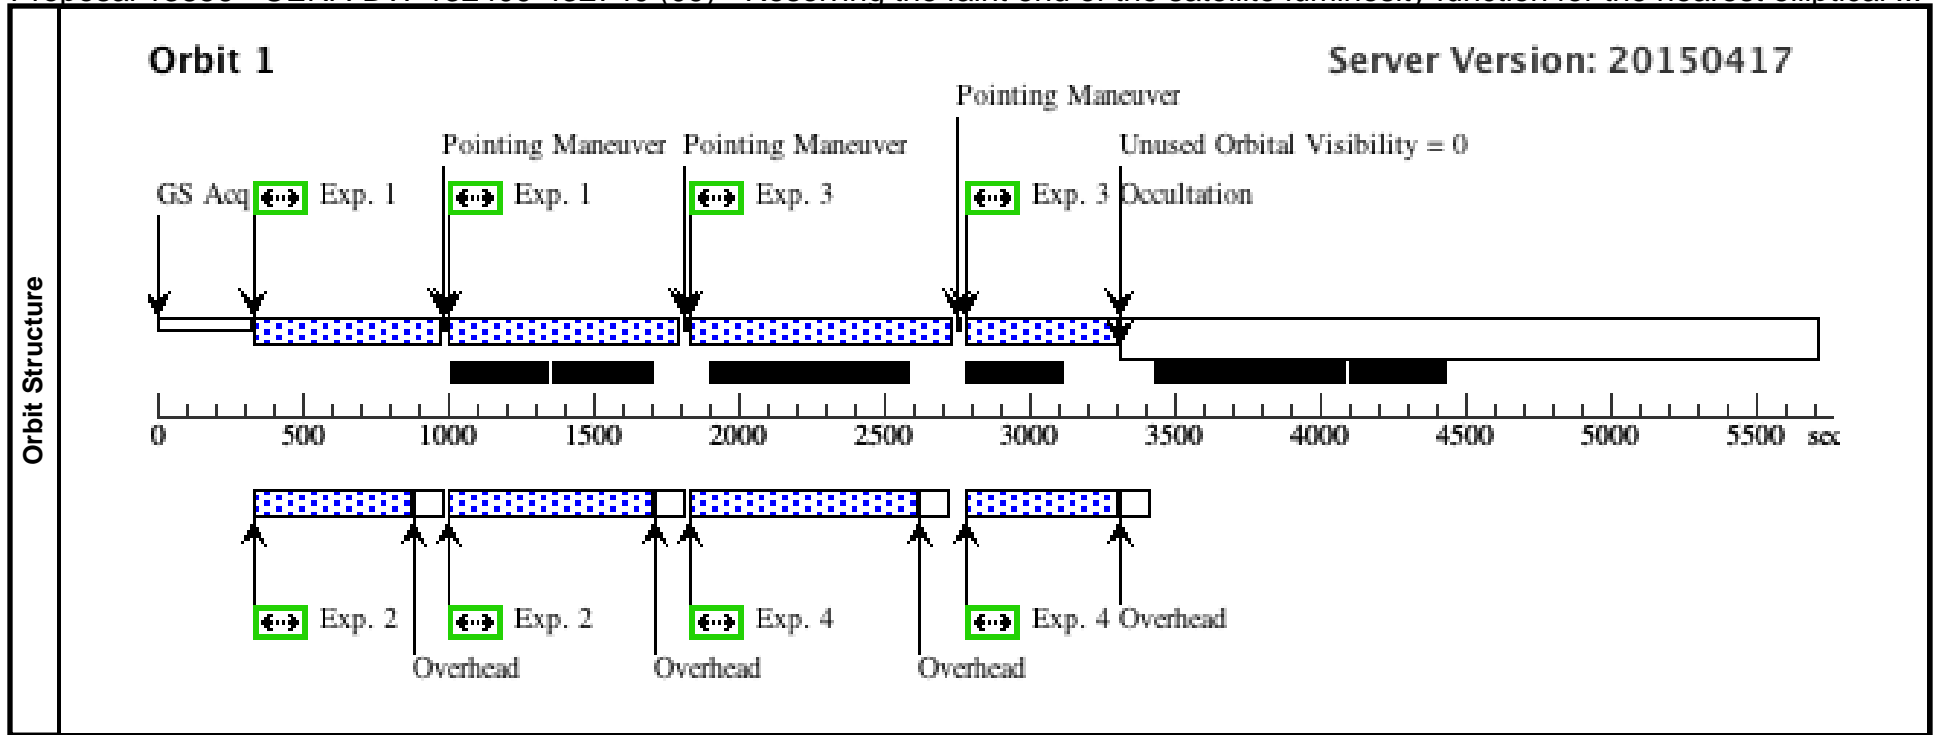 Orbit 1 Server Version: 20150417
Pointing Maneuver
Pointing Maneuver Pointing Maneuver Unused Orbital Visibility = 0
GS Acq Exp. 1 Exp. 1 Exp. 3 Exp. 3 Occultation
Orbit Structure
0 500 1000 1500 2000 2500 3000 3500 4000 4500 5000 5500 sec
Exp. 2 Exp. 2 Exp. 4 Exp. 4 Overhead
Overhead Overhead Overhead